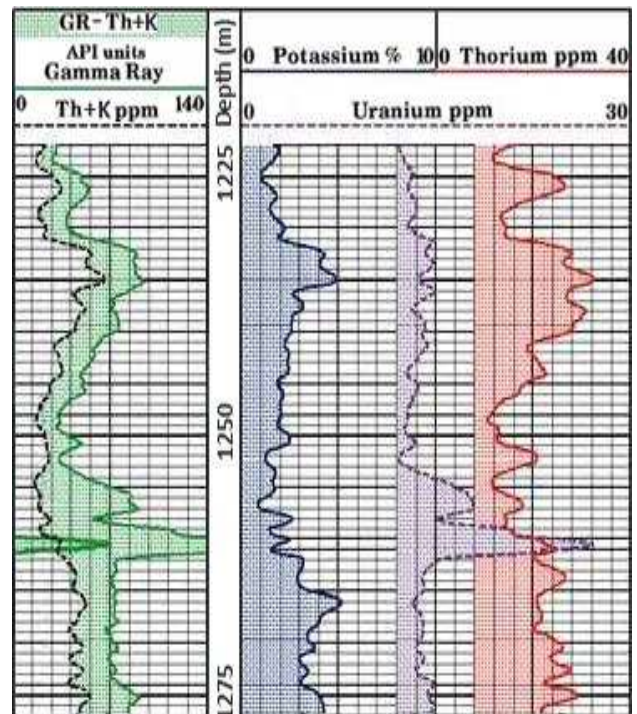 GR-Th+K
API units
Gamma Ray
0 Th+K ppm 140
Depth (m)
0 Potassium % 10
0 Thorium ppm 40
0 Uranium ppm 30
1225
1250
1275